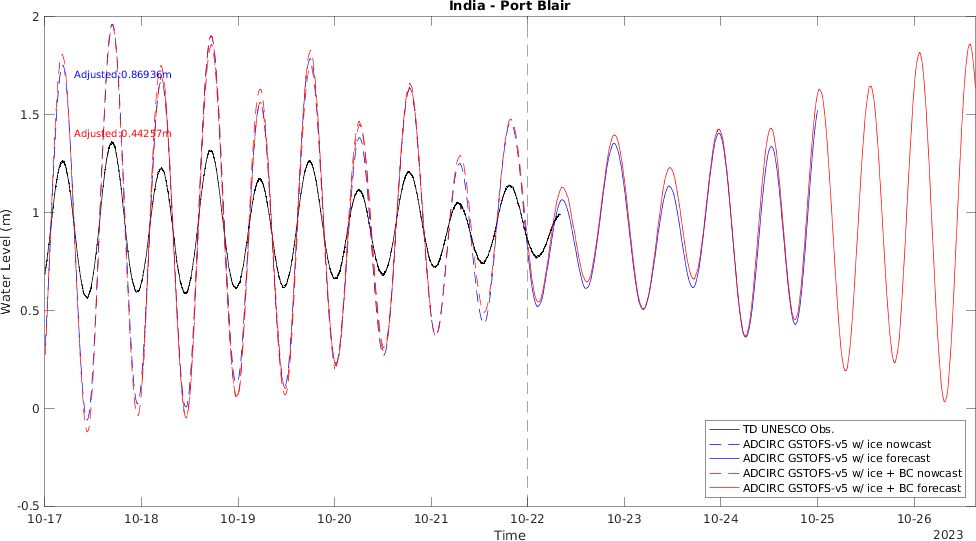 India - Port Blair
2
1.5
1
0.5
0
-0.5
Water Level (m)
Adjusted:0.86936m
Adjusted:0.44257m
TD UNESCO Obs.
ADCIRC GSTOFS-v5 w/ ice nowcast
ADCIRC GSTOFS-v5 w/ ice forecast
ADCIRC GSTOFS-v5 w/ ice + BC nowcast
ADCIRC GSTOFS-v5 w/ ice + BC forecast
10-17 10-18 10-19 10-20 10-21 10-22 10-23 10-24 10-25 10-26
Time
2023